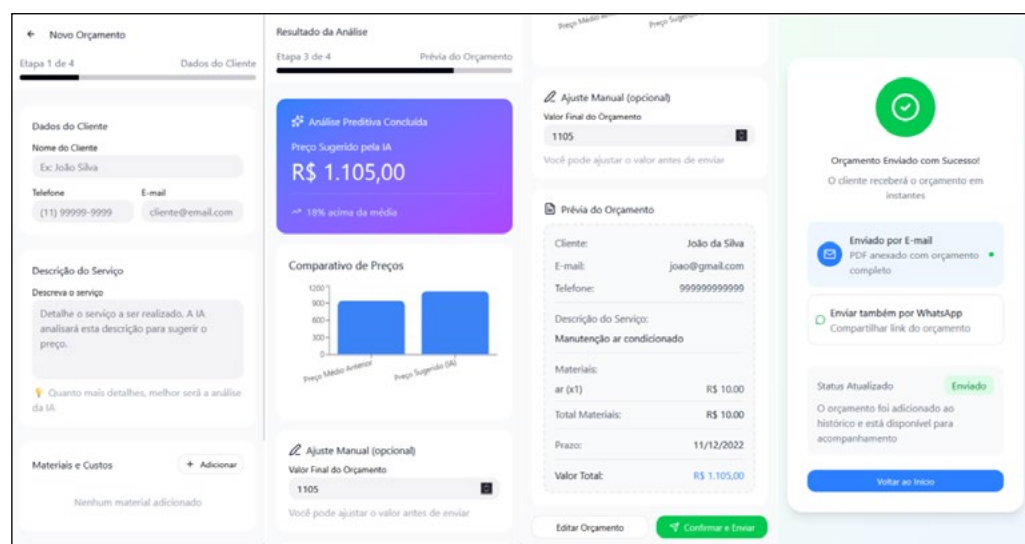 ← Novo Orçamento
Etapa 1 de 4 Dados do Cliente
Dados do Cliente
Nome do Cliente
Ex: João Silva
Telefone E-mail
(11) 99999-9999 cliente@email.com
Descrição do Serviço
Descreva o serviço
Detalhe o serviço a ser realizado. A IA
analisará esta descrição para sugerir o
preço.
Quanto mais detalhes, melhor será a análise
da IA
Materiais e Custos + Adicionar
Nenhum material adicionado
Resultado da Análise
Etapa 3 de 4 Prévia do Orçamento
Análise Preditiva Concluída
Preço Sugerido pela IA
R$ 1.105,00
18% acima da média
Comparativo de Preços
1200
900
600
300
0
Preço Médio Anterior Preço Sugerido (IA)
Ajuste Manual (opcional)
Valor Final do Orçamento
1105
Você pode ajustar o valor antes de enviar
Preço Médio
Preço
Ajuste Manual (opcional)
Valor Final do Orçamento
1105
Você pode ajustar o valor antes de enviar
Prévia do Orçamento
Cliente: João da Silva
E-mail: joao@gmail.com
Telefone: 999999999999
Descrição do Serviço:
Manutenção ar condicionado
Materiais:
ar (x1) R$ 10.00
Total Materiais: R$ 10.00
Prazo: 11/12/2022
Valor Total: R$ 1.105,00
Editar Orçamento Confirmar e Enviar
Orçamento Enviado com Sucesso!
O cliente receberá o orçamento em
instantes
Enviado por E-mail
PDF anexado com orçamento
completo
Enviar também por WhatsApp
Compartilhar link do orçamento
Status Atualizado Enviado
O orçamento foi adicionado ao
histórico e está disponível para
acompanhamento
Voltar ao Início